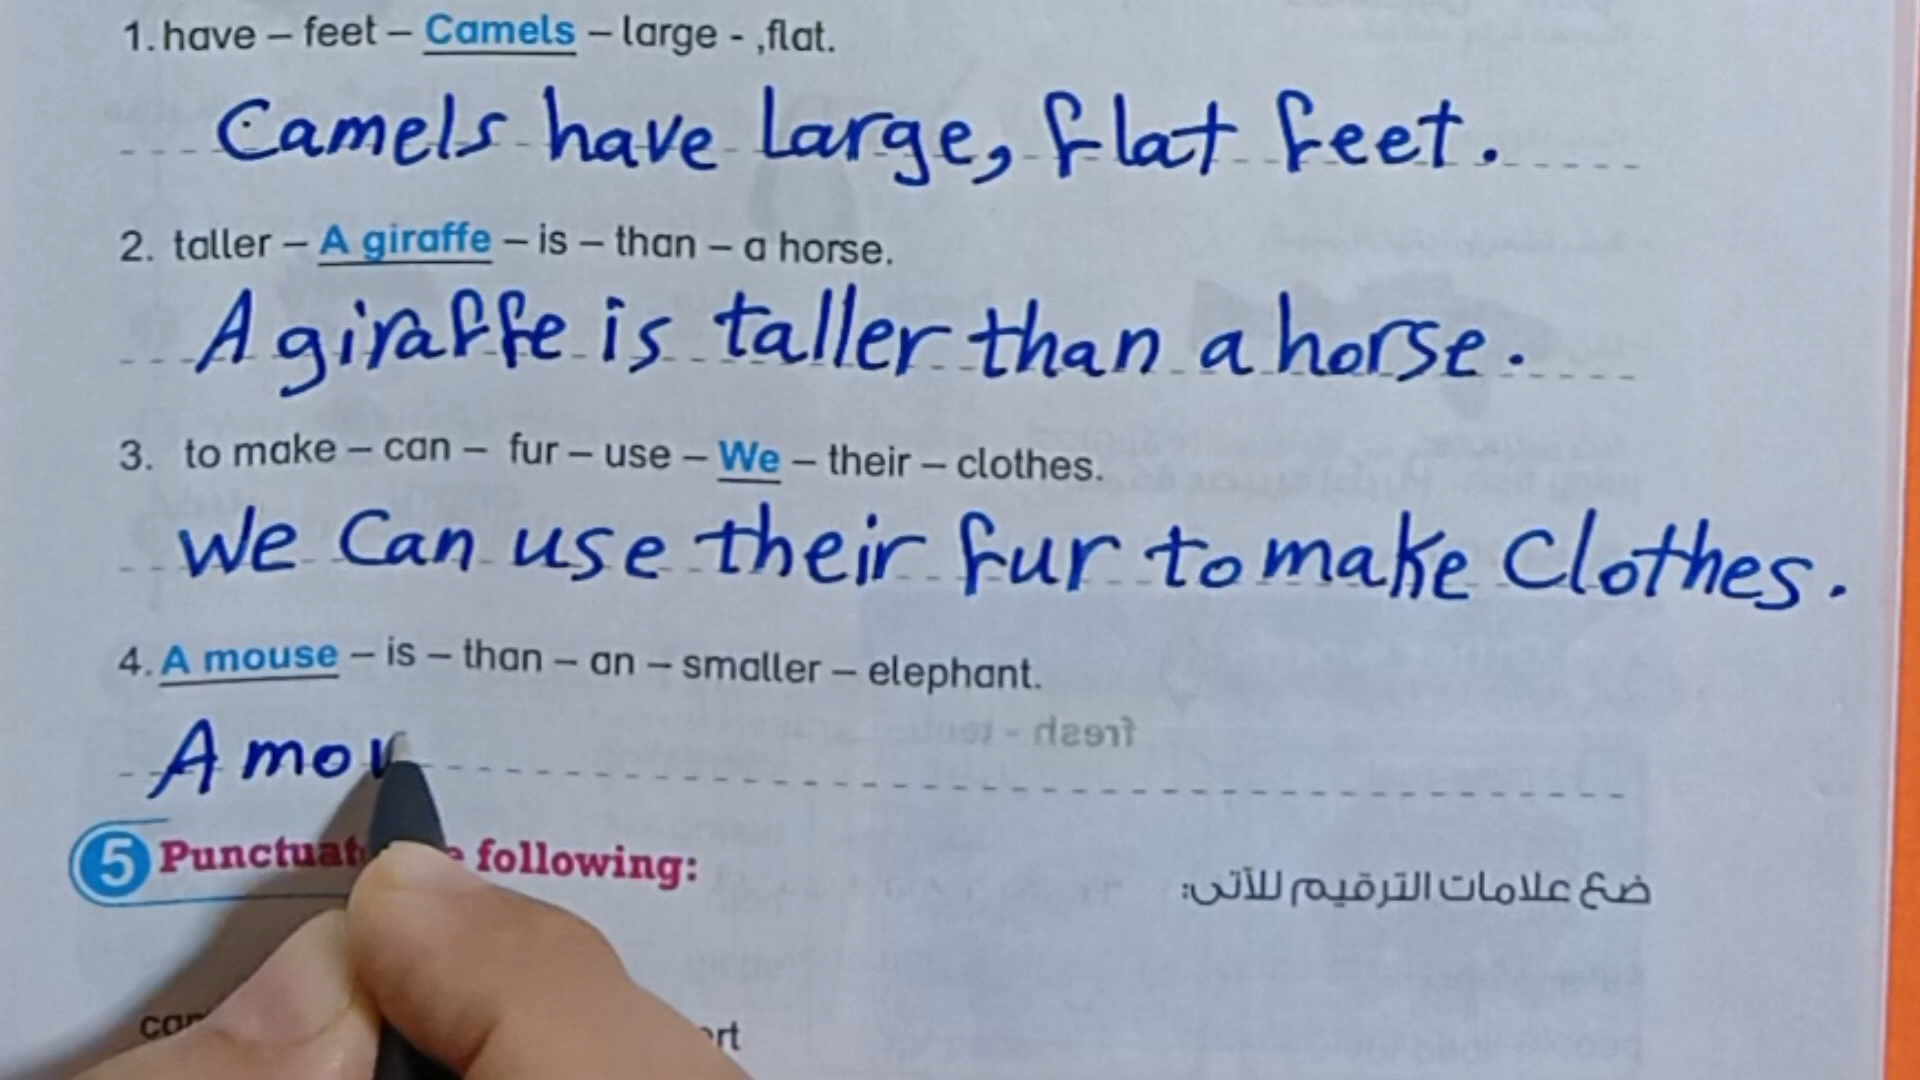 1. have – feet – Camels – large - ,flat.
Camels have large, flat feet.
2. taller – A giraffe – is – than – a horse.
A giraffe is taller than a horse.
3. to make – can – fur – use – We – their – clothes.
We Can use their fur to make Clothes.
4. A mouse – is – than – an – smaller – elephant.
A mou
5 Punctuat following:
ضع علامات الترقيم للآتى: